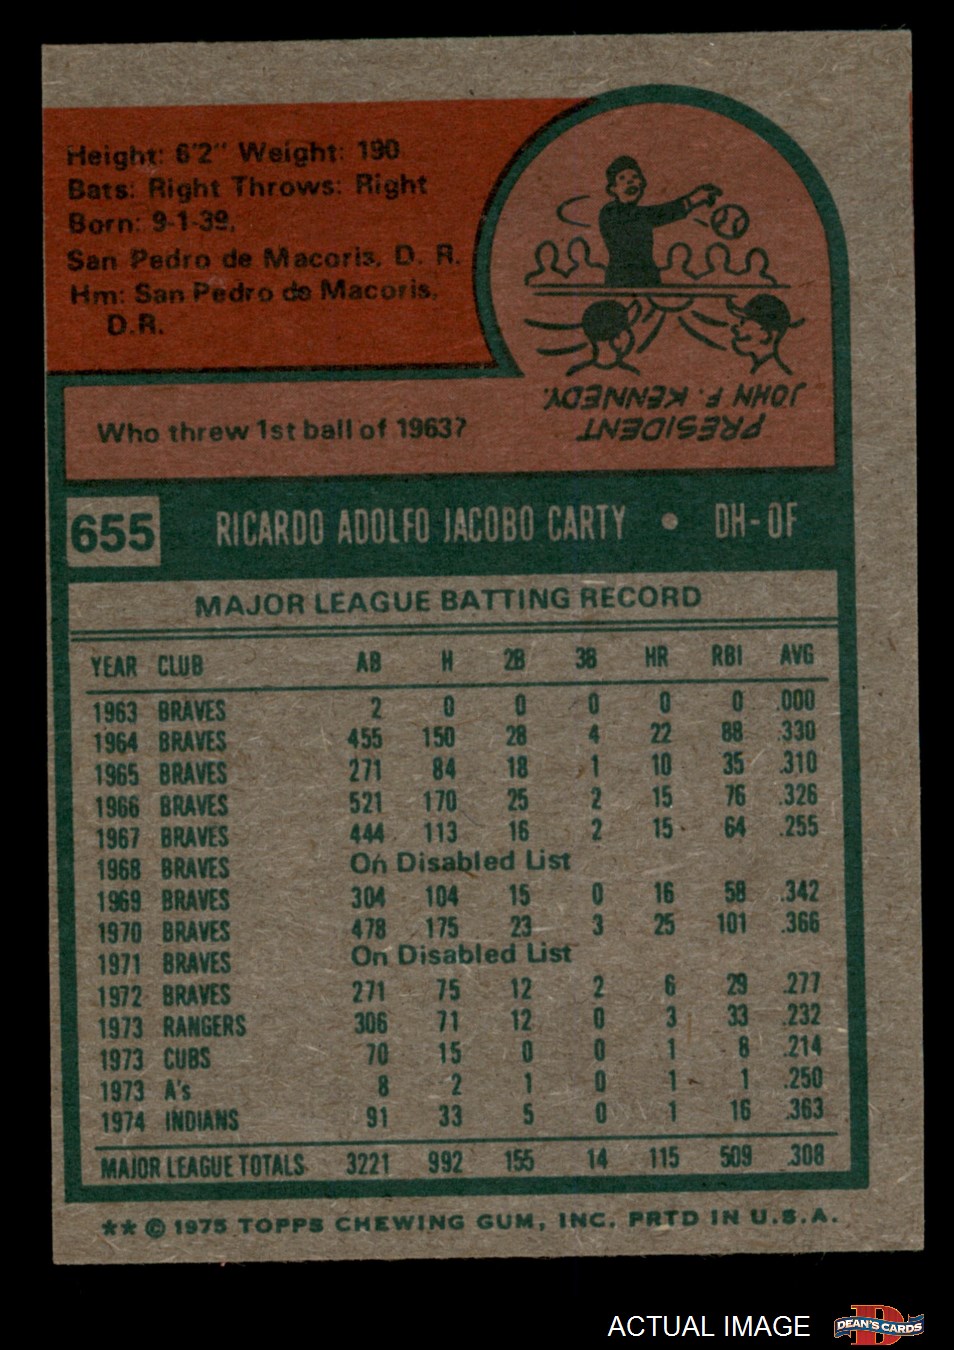 Height: 6'2" Weight: 190
Bats: Right Throws: Right
Born: 9-1-39,
San Pedro de Macoris, D. R.
Hm: San Pedro de Macoris,
D.R.
Who threw 1st ball of 1963?
PRESIDENT
JOHN F. KENNEDY.
655 RICARDO ADOLFO JACOBO CARTY • DH-OF
MAJOR LEAGUE BATTING RECORD
YEAR CLUB AB H 2B 3B HR RBI AVG
1963 BRAVES 2 0 0 0 0 0 .000
1964 BRAVES 455 150 28 4 22 88 .330
1965 BRAVES 271 84 18 1 10 35 .310
1966 BRAVES 521 170 25 2 15 76 .326
1967 BRAVES 444 113 16 2 15 64 .255
1968 BRAVES On Disabled List
1969 BRAVES 304 104 15 0 16 58 .342
1970 BRAVES 478 175 23 3 25 101 .366
1971 BRAVES On Disabled List
1972 BRAVES 271 75 12 2 6 29 .277
1973 RANGERS 306 71 12 0 3 33 .232
1973 CUBS 70 15 0 0 1 8 .214
1973 A's 8 2 1 0 1 1 .250
1974 INDIANS 91 33 5 0 1 16 .363
MAJOR LEAGUE TOTALS 3221 992 155 14 115 509 .308
** © 1975 TOPPS CHEWING GUM, INC. PRTD IN U.S.A.
ACTUAL IMAGE
D
DEAN'S CARDS